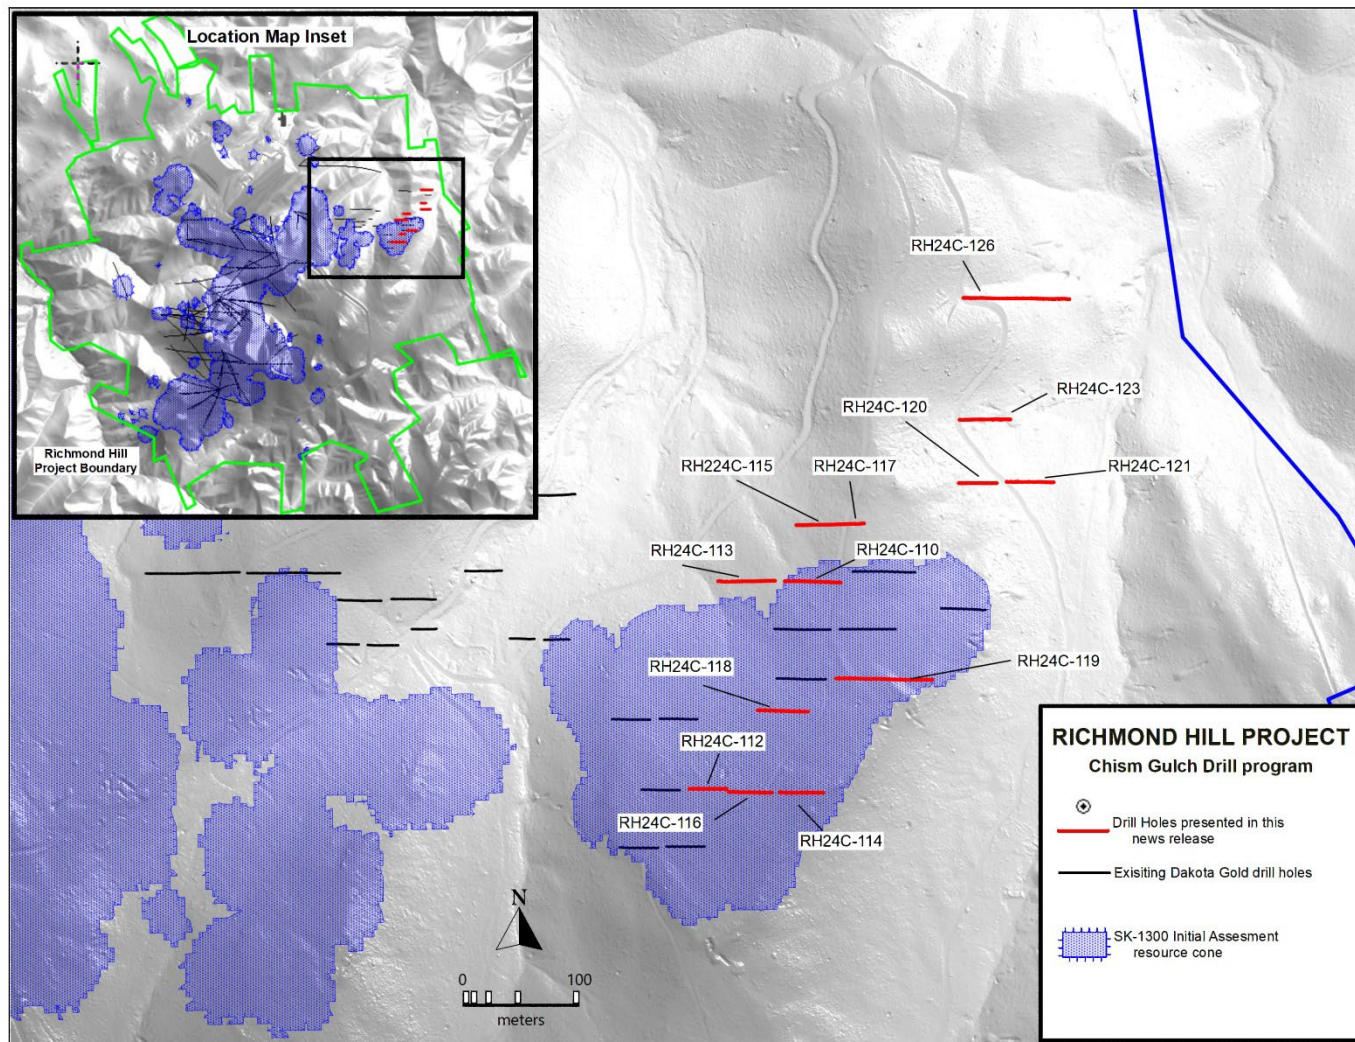 Location Map Inset
Richmond Hill
Project Boundary
RH24C-126
RH24C-123
RH24C-120
RH24C-121
RH224C-115
RH24C-117
RH24C-113
RH24C-110
RH24C-118
RH24C-119
RH24C-112
RH24C-116
RH24C-114
N
0 100
meters
RICHMOND HILL PROJECT
Chism Gulch Drill program
Drill Holes presented in this
news release
Exisiting Dakota Gold drill holes
SK-1300 Initial Assesment
resource cone